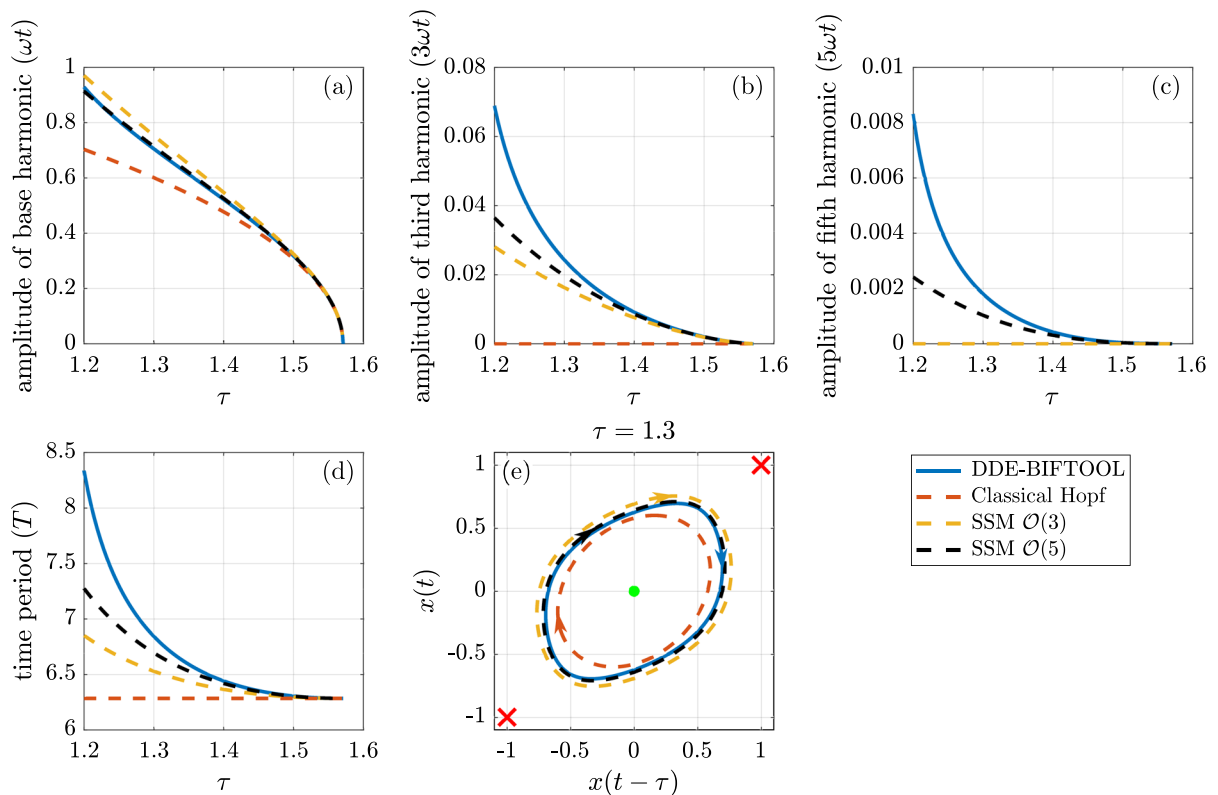 amplitude of base harmonic (ωt)
1
0.8
0.6
0.4
0.2
0
(a)
1.2 1.3 1.4 1.5 1.6
τ
amplitude of third harmonic (3ωt)
0.08
0.06
0.04
0.02
0
(b)
1.2 1.3 1.4 1.5 1.6
τ
amplitude of fifth harmonic (5ωt)
0.01
0.008
0.006
0.004
0.002
0
(c)
1.2 1.3 1.4 1.5 1.6
τ
time period (T)
8.5
8
7.5
7
6.5
6
(d)
1.2 1.3 1.4 1.5 1.6
τ
τ = 1.3
x(t)
1
0.5
0
-0.5
-1
(e)
-1 -0.5 0 0.5 1
x(t − τ)
DDE-BIFTOOL
Classical Hopf
SSM 𝒪(3)
SSM 𝒪(5)